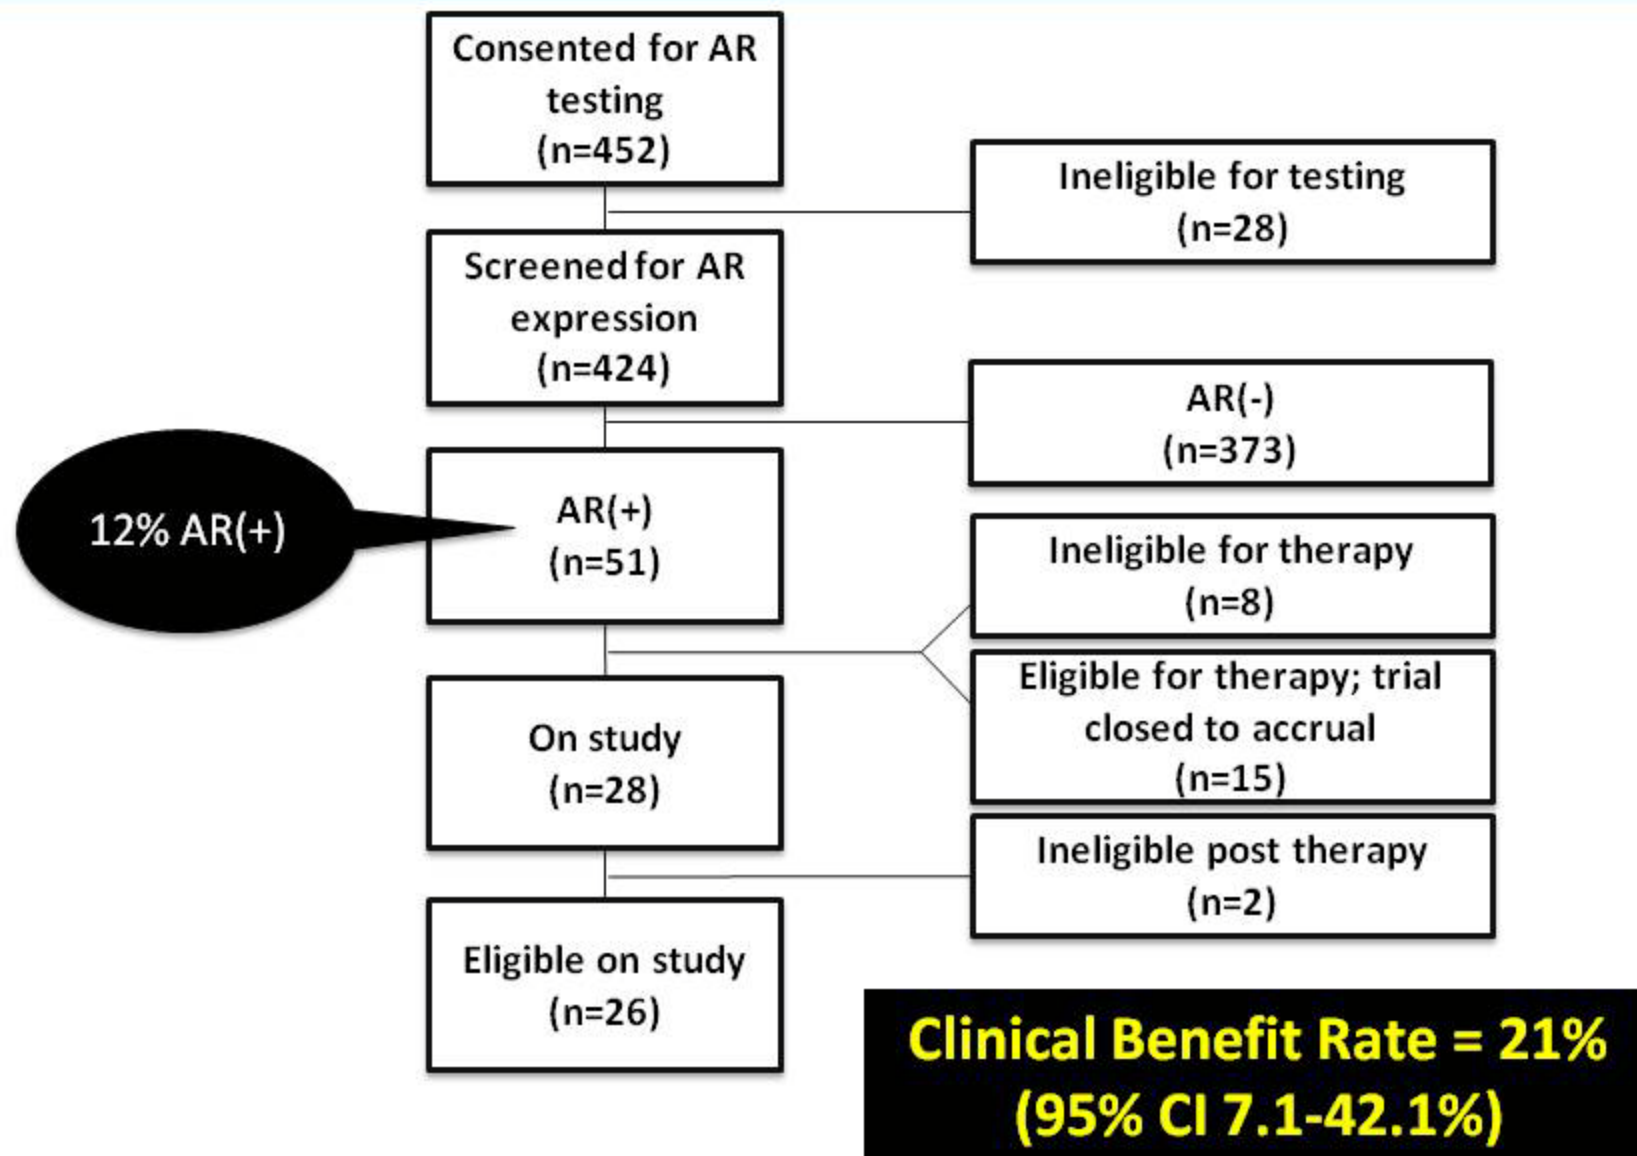 Consented for AR
testing
(n=452)
Ineligible for testing
(n=28)
Screened for AR
expression
(n=424)
AR(-)
(n=373)
12% AR(+)
AR(+)
(n=51)
Ineligible for therapy
(n=8)
Eligible for therapy; trial
closed to accrual
(n=15)
On study
(n=28)
Ineligible post therapy
(n=2)
Eligible on study
(n=26)
Clinical Benefit Rate = 21%
(95% CI 7.1-42.1%)